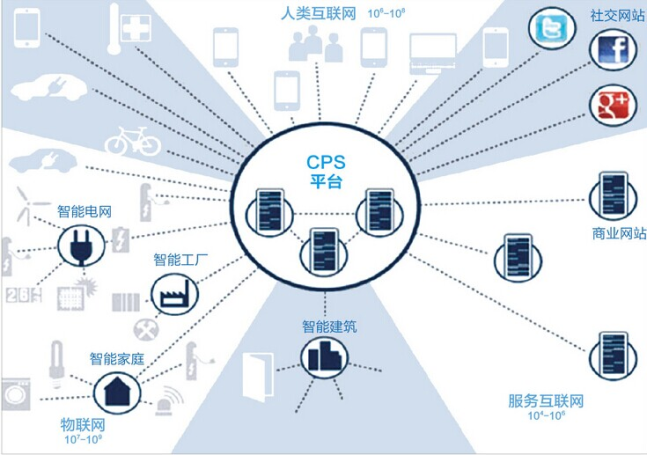 人类互联网 10⁶-10⁸
社交网站
CPS
平台
智能电网
商业网站
智能工厂
智能建筑
智能家庭
服务互联网
10⁴-10⁶
物联网
10⁷-10⁹
g+
f
263